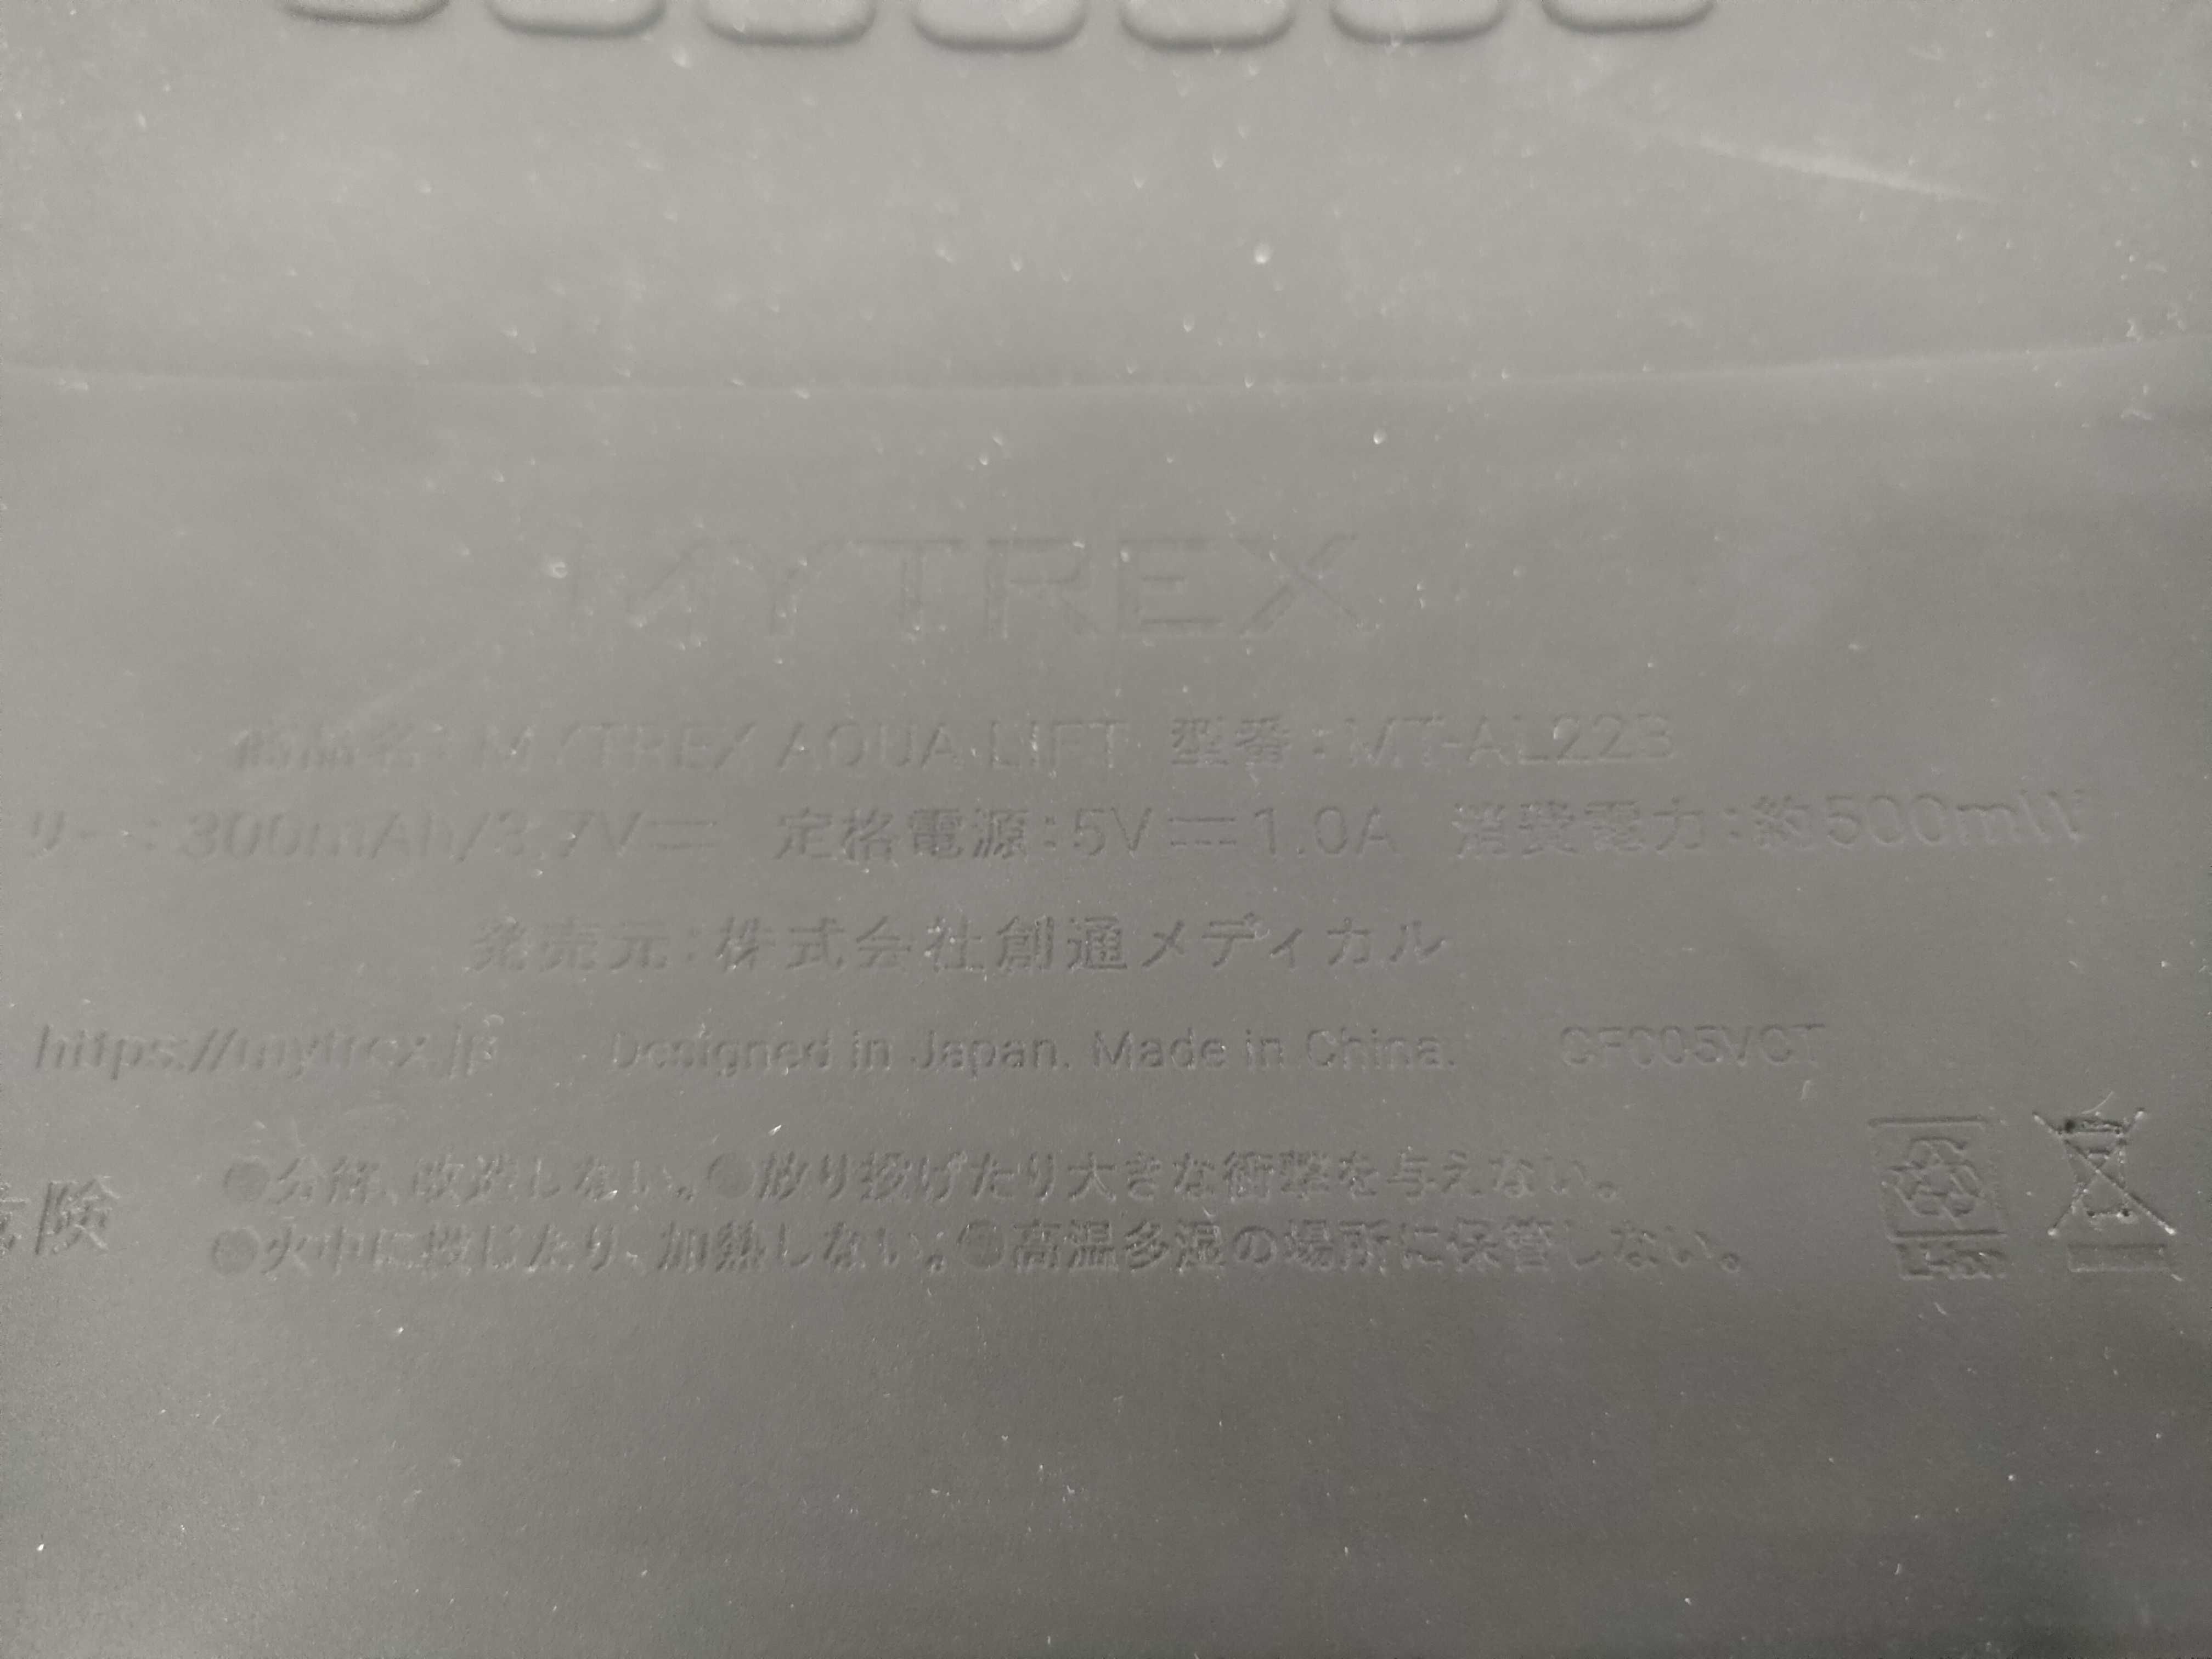 MYTREX
商品名：MYTREX AQUA LIFT 型番：MT-AL22B
リー：300mAh/3.7V⎓ 定格電源：5V⎓1.0A 消費電力：約500mW
発売元：株式会社創通メディカル
https://mytrex.jp Designed in Japan. Made in China. CF005VCT
●分解、改造しない。●放り投げたり大きな衝撃を与えない。
危険
●火中に投じたり、加熱しない。●高温多湿の場所に保管しない。
Li-ion